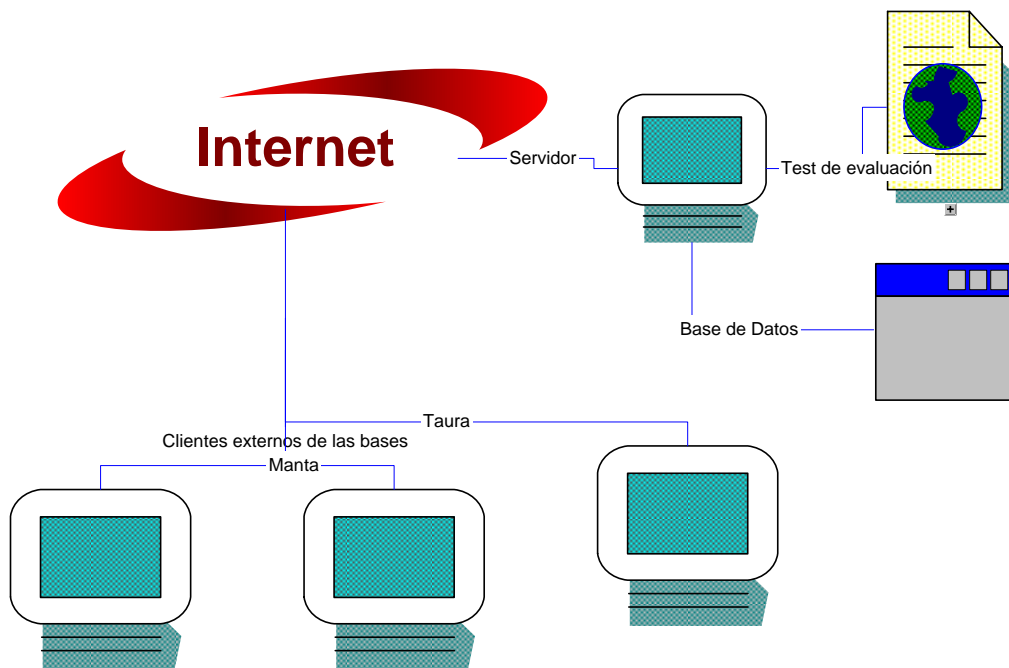 Internet
Servidor
Test de evaluación
Base de Datos
Taura
Clientes externos de las bases
Manta